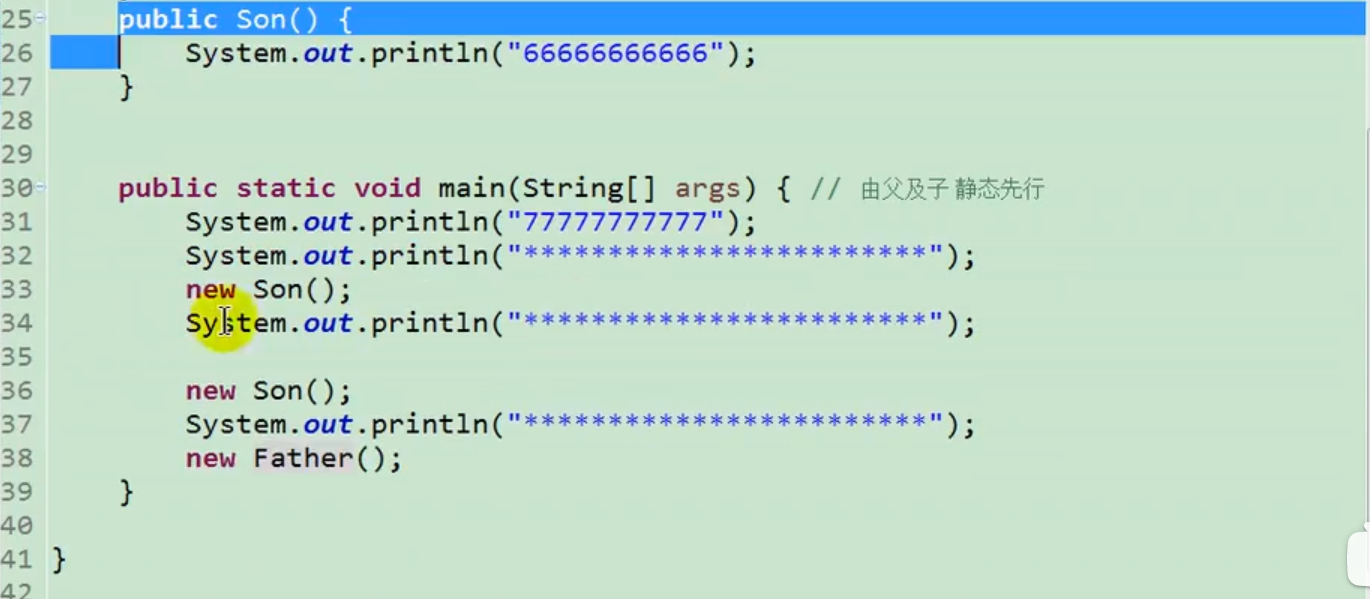 25 public Son() {
26 System.out.println("66666666666");
27 }
28
29
30 public static void main(String[] args) { // 由父及子 静态先行
31 System.out.println("77777777777");
32 System.out.println("************************");
33 new Son();
34 System.out.println("************************");
35
36 new Son();
37 System.out.println("************************");
38 new Father();
39 }
40
41 }
42